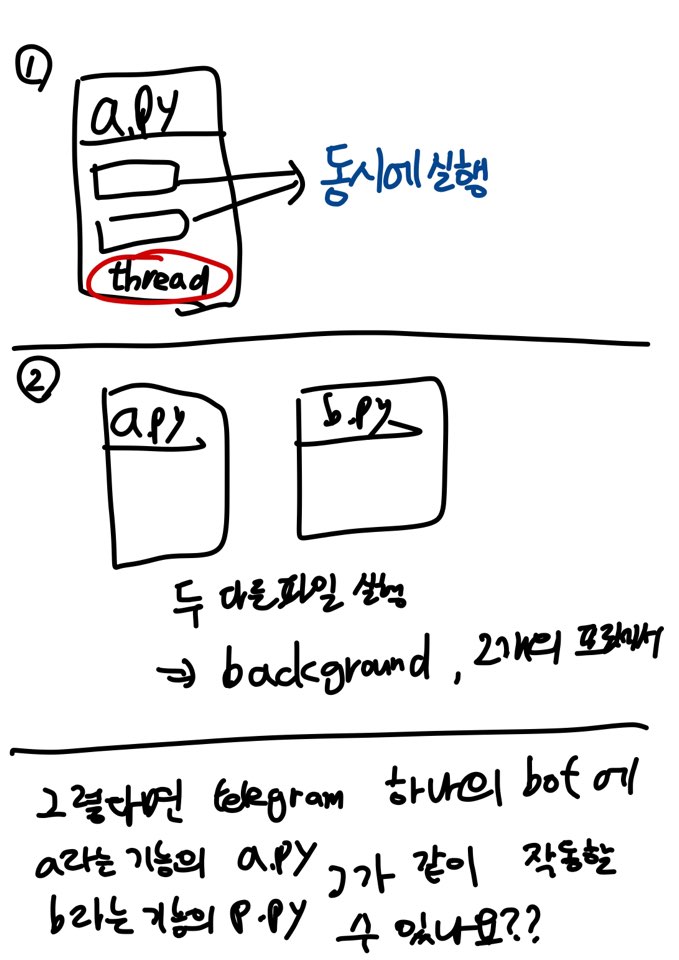 ①
a.py
동시에 실행
thread
②
a.py
b.py
두 다른파일 실행
⇒ background, 2개의 프롬에서
그렇다면 telegram 하나의 bot에
a라는 기능의 a.py
가 같이 작동할
b라는 기능의 p.py
수 있나요??